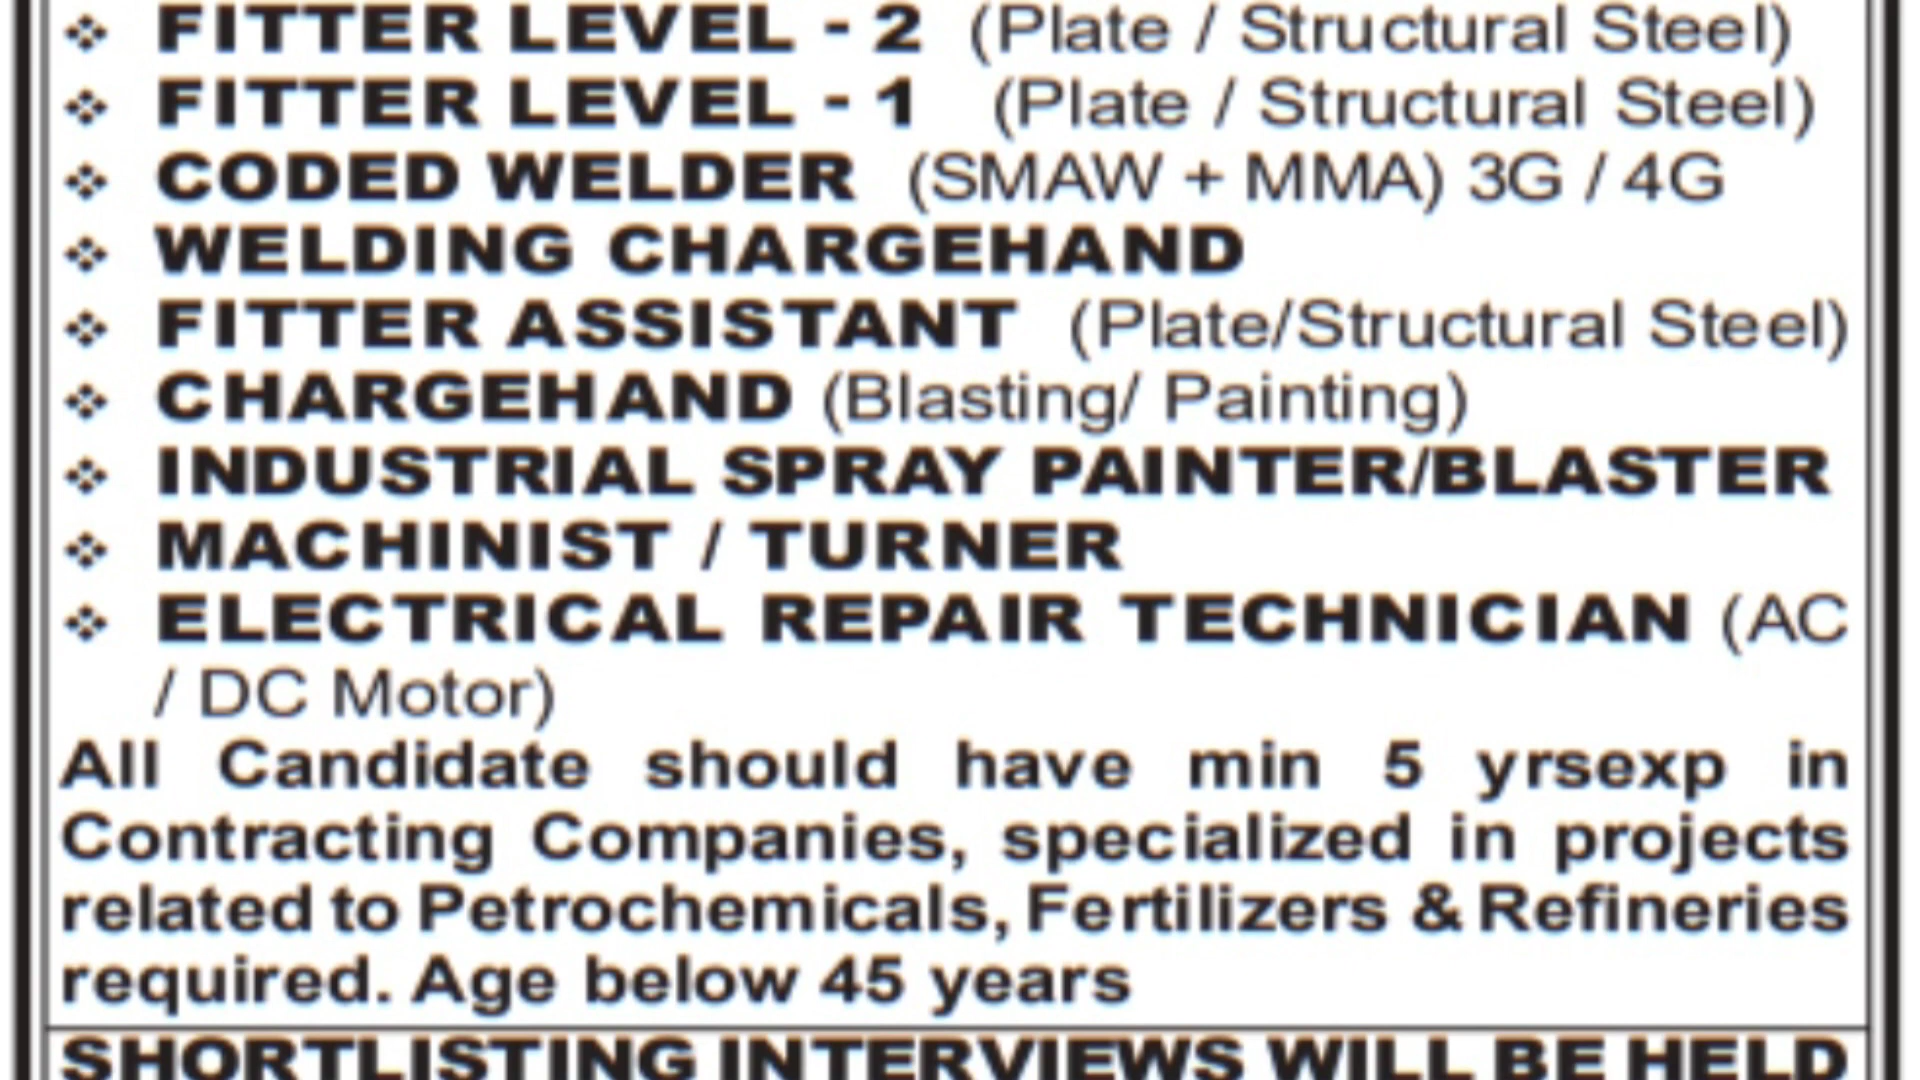 ❖ FITTER LEVEL - 2 (Plate / Structural Steel)
❖ FITTER LEVEL - 1 (Plate / Structural Steel)
❖ CODED WELDER (SMAW + MMA) 3G / 4G
❖ WELDING CHARGEHAND
❖ FITTER ASSISTANT (Plate/Structural Steel)
❖ CHARGEHAND (Blasting/ Painting)
❖ INDUSTRIAL SPRAY PAINTER/BLASTER
❖ MACHINIST / TURNER
❖ ELECTRICAL REPAIR TECHNICIAN (AC
/ DC Motor)
All Candidate should have min 5 yrsexp in
Contracting Companies, specialized in projects
related to Petrochemicals, Fertilizers & Refineries
required. Age below 45 years
SHORTLISTING INTERVIEWS WILL BE HELD